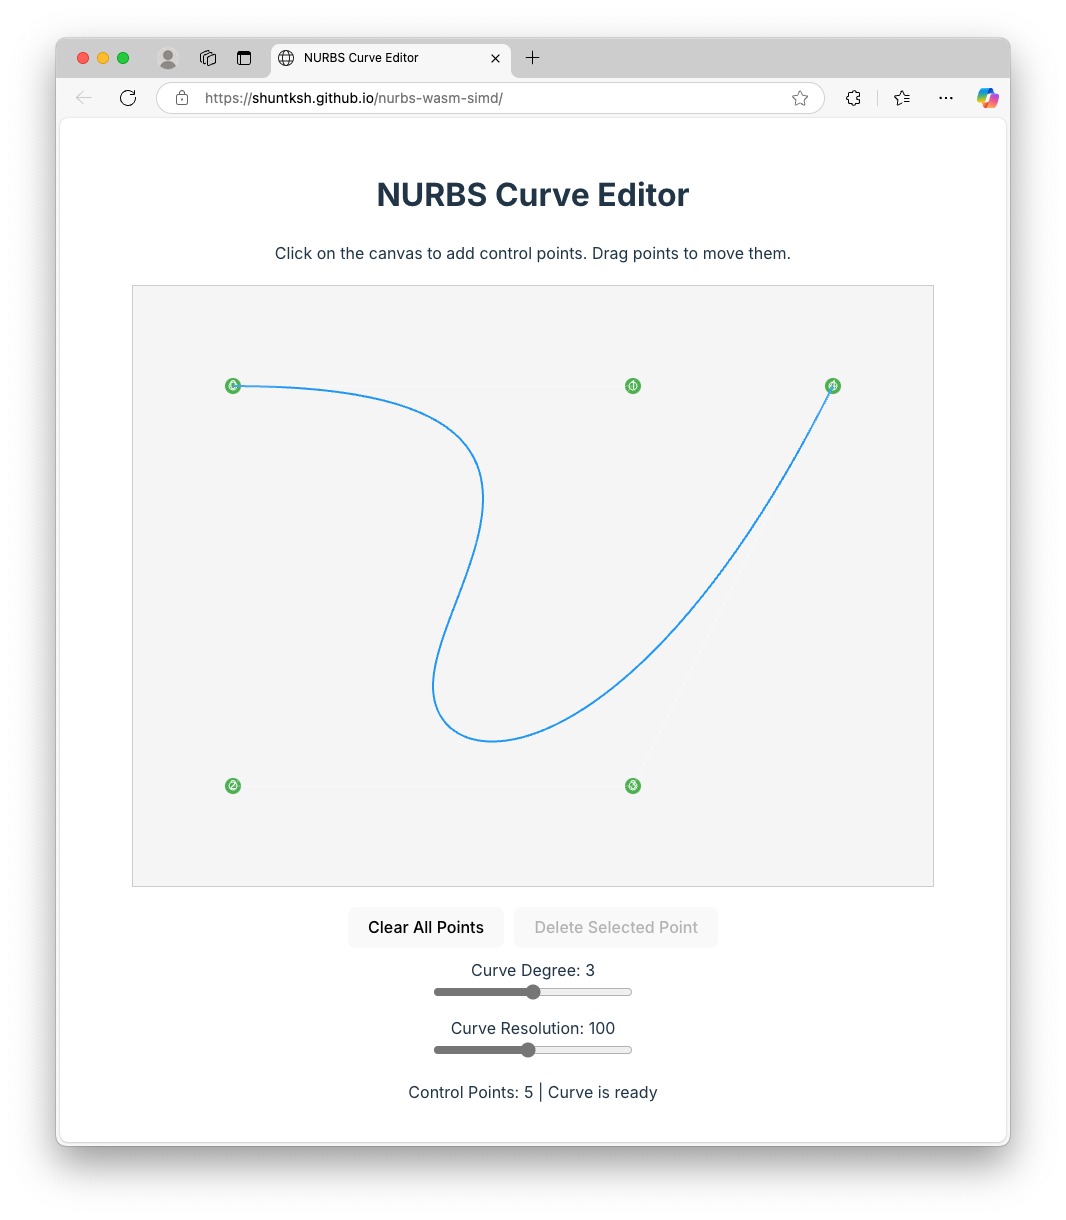 NURBS Curve Editor
https://shuntksh.github.io/nurbs-wasm-simd/
NURBS Curve Editor
Click on the canvas to add control points. Drag points to move them.
0
1
4
2
3
Clear All Points
Delete Selected Point
Curve Degree: 3
Curve Resolution: 100
Control Points: 5 | Curve is ready